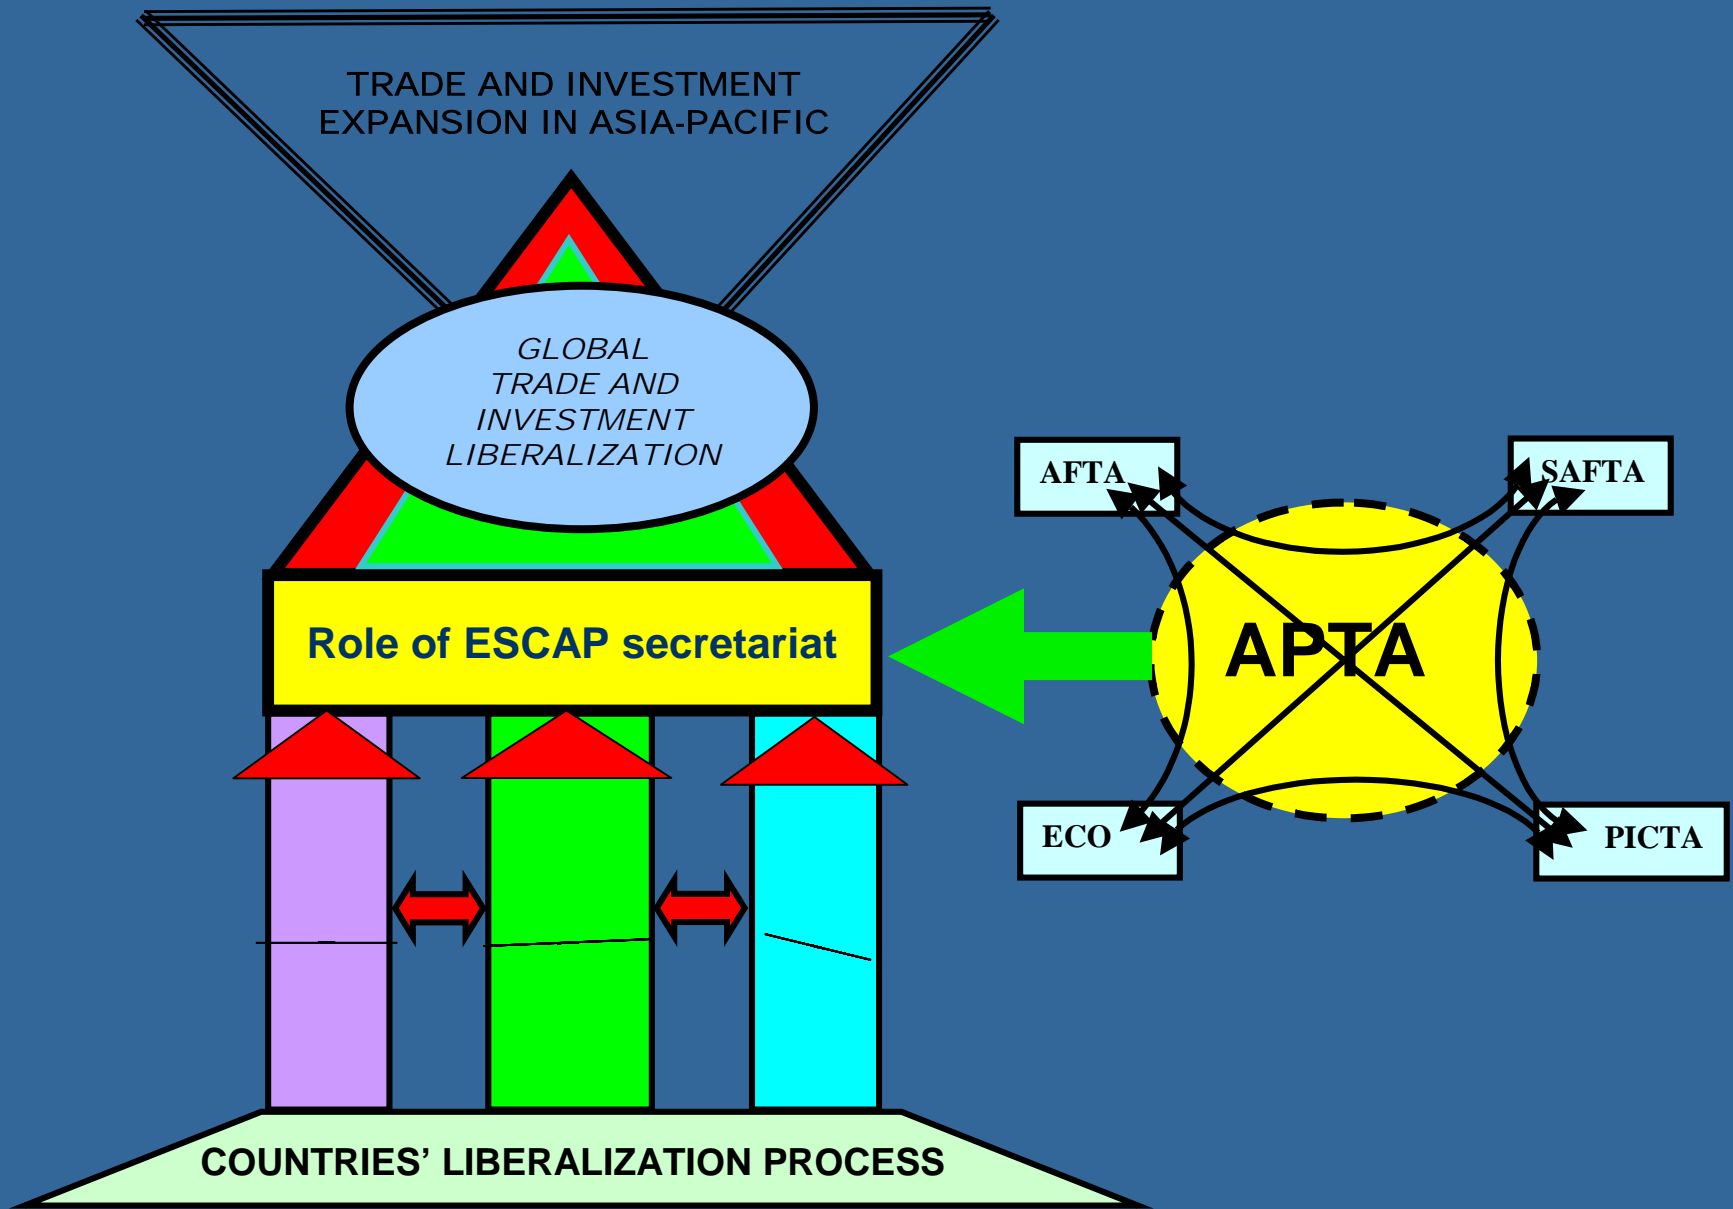 TRADE AND INVESTMENT
EXPANSION IN ASIA-PACIFIC
GLOBAL
TRADE AND
INVESTMENT
LIBERALIZATION
Role of ESCAP secretariat
COUNTRIES’ LIBERALIZATION PROCESS
AFTA
SAFTA
APTA
ECO
PICTA